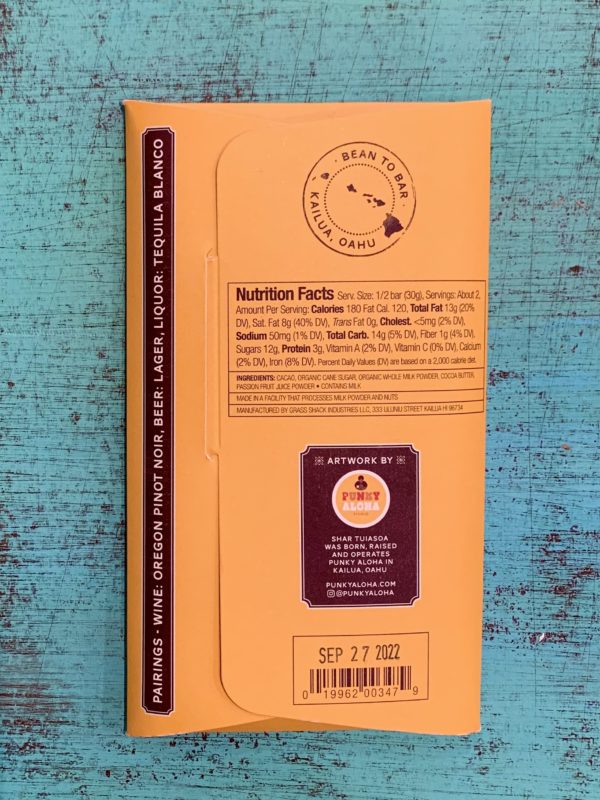 PAIRINGS - WINE: OREGON PINOT NOIR, BEER: LAGER, LIQUOR: TEQUILA BLANCO
· BEAN TO BAR ·
KAILUA, OAHU
Nutrition Facts Serv. Size: 1/2 bar (30g), Servings: About 2,
Amount Per Serving: Calories 180 Fat Cal. 120, Total Fat 13g (20%
DV), Sat. Fat 8g (40% DV), Trans Fat 0g, Cholest. <5mg (2% DV),
Sodium 50mg (1% DV), Total Carb. 14g (5% DV), Fiber 1g (4% DV),
Sugars 12g, Protein 3g, Vitamin A (2% DV), Vitamin C (0% DV), Calcium
(2% DV), Iron (8% DV). Percent Daily Values (DV) are based on a 2,000 calorie diet.
INGREDIENTS: CACAO, ORGANIC CANE SUGAR, ORGANIC WHOLE MILK POWDER, COCOA BUTTER,
PASSION FRUIT JUICE POWDER • CONTAINS MILK
MADE IN A FACILITY THAT PROCESSES MILK POWDER AND NUTS
MANUFACTURED BY GRASS SHACK INDUSTRIES LLC, 333 ULUNIU STREET KAILUA HI 96734
ARTWORK BY
PUNKY
ALOHA
STUDIO
SHAR TUIASOA
WAS BORN, RAISED
AND OPERATES
PUNKY ALOHA IN
KAILUA, OAHU
PUNKYALOHA.COM
@PUNKYALOHA
SEP 27 2022
0 19962 00347 9